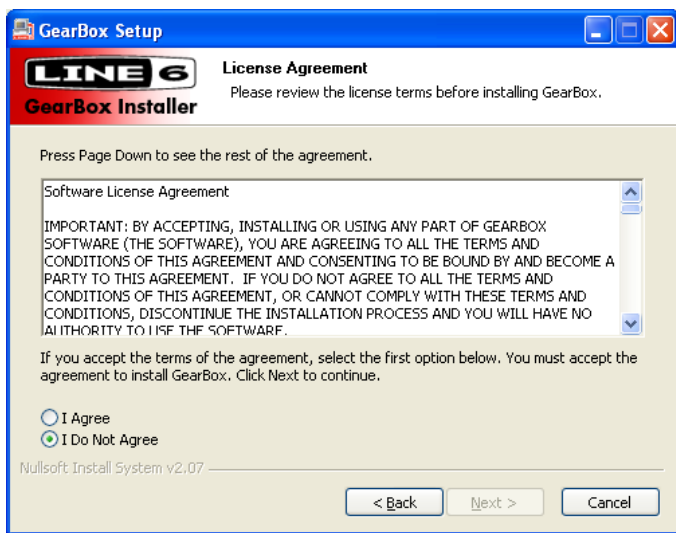 GearBox Setup
LINE 6
GearBox Installer
License Agreement
Please review the license terms before installing GearBox.
Press Page Down to see the rest of the agreement.
Software License Agreement
IMPORTANT: BY ACCEPTING, INSTALLING OR USING ANY PART OF GEARBOX
SOFTWARE (THE SOFTWARE), YOU ARE AGREEING TO ALL THE TERMS AND
CONDITIONS OF THIS AGREEMENT AND CONSENTING TO BE BOUND BY AND BECOME A
PARTY TO THIS AGREEMENT.  IF YOU DO NOT AGREE TO ALL THE TERMS AND
CONDITIONS OF THIS AGREEMENT, OR CANNOT COMPLY WITH THESE TERMS AND
CONDITIONS, DISCONTINUE THE INSTALLATION PROCESS AND YOU WILL HAVE NO
AUTHORITY TO USE THE SOFTWARE.
If you accept the terms of the agreement, select the first option below. You must accept the
agreement to install GearBox. Click Next to continue.
I Agree
I Do Not Agree
Nullsoft Install System v2.07
< Back
Next >
Cancel